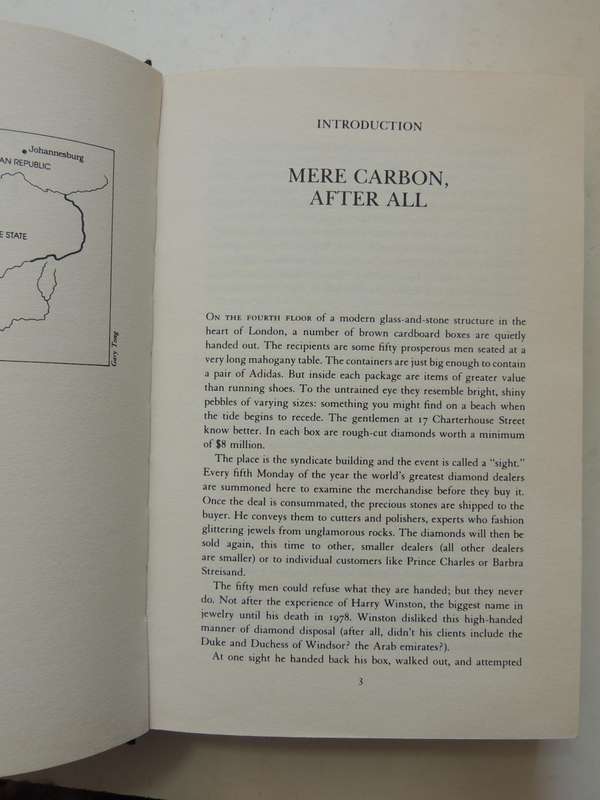 Johannesburg
AN REPUBLIC
E STATE
Gary Tong
INTRODUCTION
MERE CARBON,
AFTER ALL
ON THE FOURTH FLOOR of a modern glass-and-stone structure in the
heart of London, a number of brown cardboard boxes are quietly
handed out. The recipients are some fifty prosperous men seated at a
very long mahogany table. The containers are just big enough to contain
a pair of Adidas. But inside each package are items of greater value
than running shoes. To the untrained eye they resemble bright, shiny
pebbles of varying sizes: something you might find on a beach when
the tide begins to recede. The gentlemen at 17 Charterhouse Street
know better. In each box are rough-cut diamonds worth a minimum
of $8 million.
The place is the syndicate building and the event is called a “sight.”
Every fifth Monday of the year the world's greatest diamond dealers
are summoned here to examine the merchandise before they buy it.
Once the deal is consummated, the precious stones are shipped to the
buyer. He conveys them to cutters and polishers, experts who fashion
glittering jewels from unglamorous rocks. The diamonds will then be
sold again, this time to other, smaller dealers (all other dealers
are smaller) or to individual customers like Prince Charles or Barbra
Streisand.
The fifty men could refuse what they are handed; but they never
do. Not after the experience of Harry Winston, the biggest name in
jewelry until his death in 1978. Winston disliked this high-handed
manner of diamond disposal (after all, didn't his clients include the
Duke and Duchess of Windsor? the Arab emirates?).
At one sight he handed back his box, walked out, and attempted
3